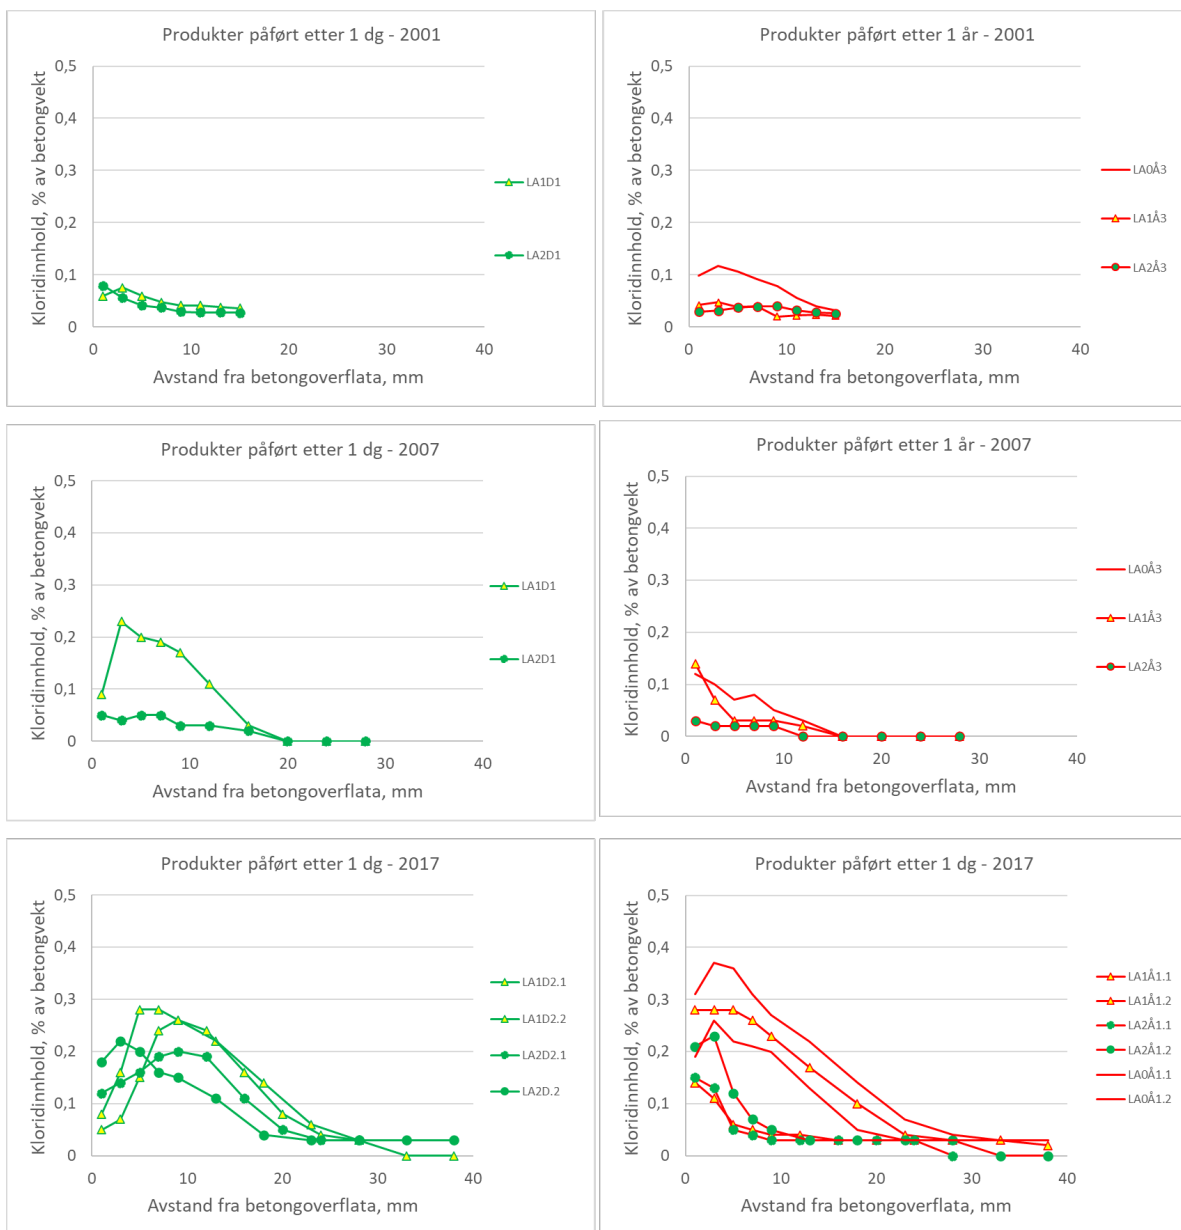 Produkter påført etter 1 dg - 2001
Kloridinnhold, % av betongvekt
0,5
0,4
0,3
0,2
0,1
0
0
10
20
30
40
Avstand fra betongoverflata, mm
LA1D1
LA2D1
Produkter påført etter 1 år - 2001
Kloridinnhold, % av betongvekt
0,5
0,4
0,3
0,2
0,1
0
0
10
20
30
40
Avstand fra betongoverflata, mm
LA0Å3
LA1Å3
LA2Å3
Produkter påført etter 1 dg - 2007
Kloridinnhold, % av betongvekt
0,5
0,4
0,3
0,2
0,1
0
0
10
20
30
40
Avstand fra betongoverflata, mm
LA1D1
LA2D1
Produkter påført etter 1 år - 2007
Kloridinnhold, % av betongvekt
0,5
0,4
0,3
0,2
0,1
0
0
10
20
30
40
Avstand fra betongoverflata, mm
LA0Å3
LA1Å3
LA2Å3
Produkter påført etter 1 dg - 2017
Kloridinnhold, % av betongvekt
0,5
0,4
0,3
0,2
0,1
0
0
10
20
30
40
Avstand fra betongoverflata, mm
LA1D2.1
LA1D2.2
LA2D2.1
LA2D.2
Produkter påført etter 1 dg - 2017
Kloridinnhold, % av betongvekt
0,5
0,4
0,3
0,2
0,1
0
0
10
20
30
40
Avstand fra betongoverflata, mm
LA1Å1.1
LA1Å1.2
LA2Å1.1
LA2Å1.2
LA0Å1.1
LA0Å1.2